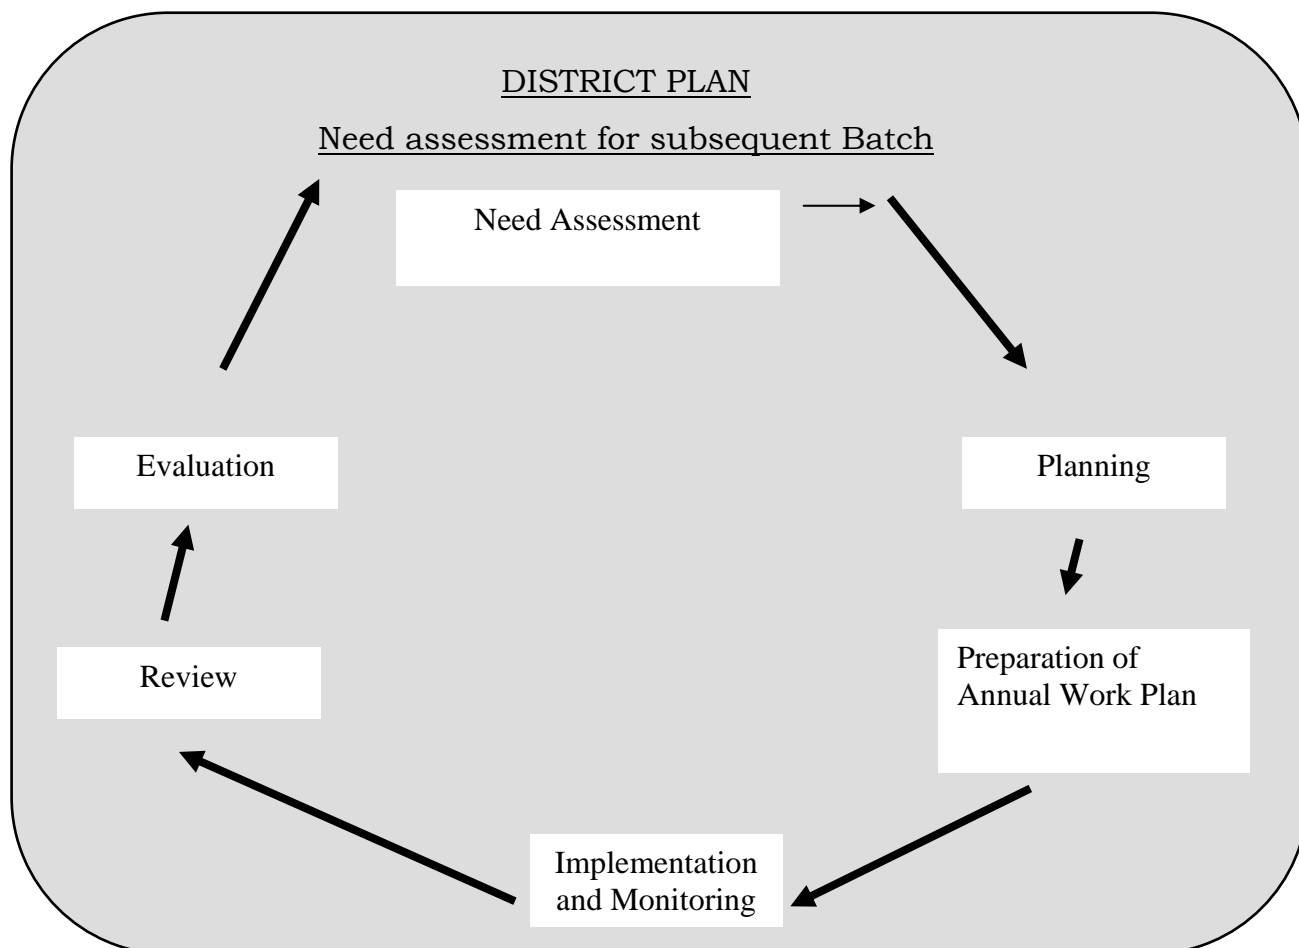 DISTRICT PLAN
Need assessment for subsequent Batch
Need Assessment
Evaluation
Planning
Review
Preparation of
Annual Work Plan
Implementation
and Monitoring